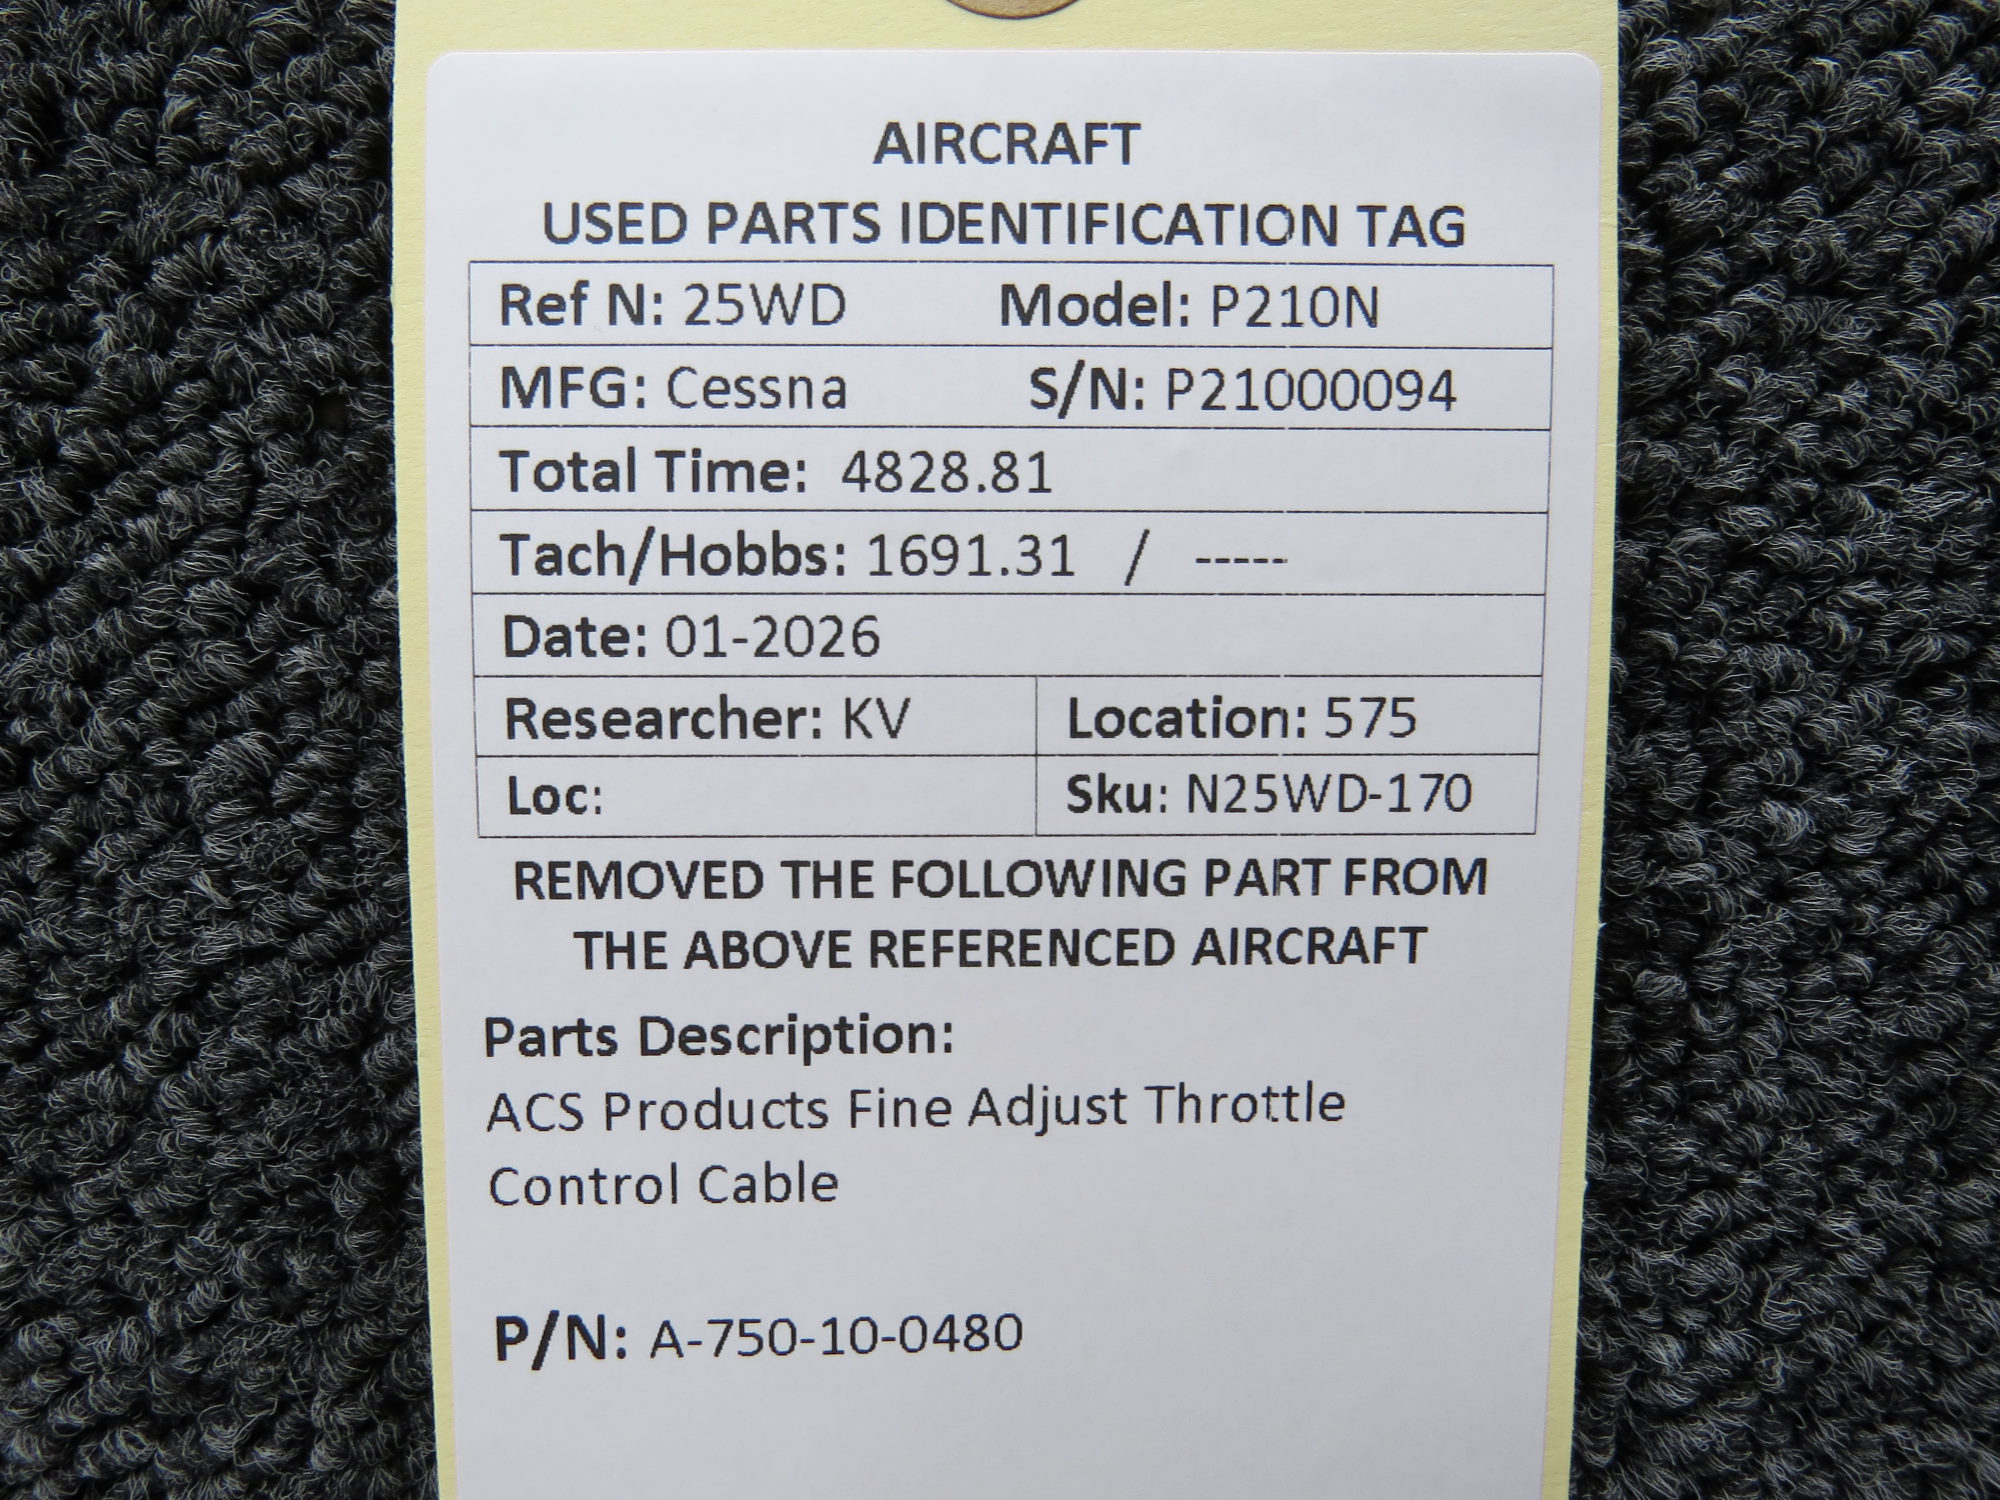 AIRCRAFT
USED PARTS IDENTIFICATION TAG
Ref N: 25WD Model: P210N
MFG: Cessna S/N: P21000094
Total Time: 4828.81
Tach/Hobbs: 1691.31 / -----
Date: 01-2026
Researcher: KV Location: 575
Loc: Sku: N25WD-170
REMOVED THE FOLLOWING PART FROM
THE ABOVE REFERENCED AIRCRAFT
Parts Description:
ACS Products Fine Adjust Throttle
Control Cable
P/N: A-750-10-0480